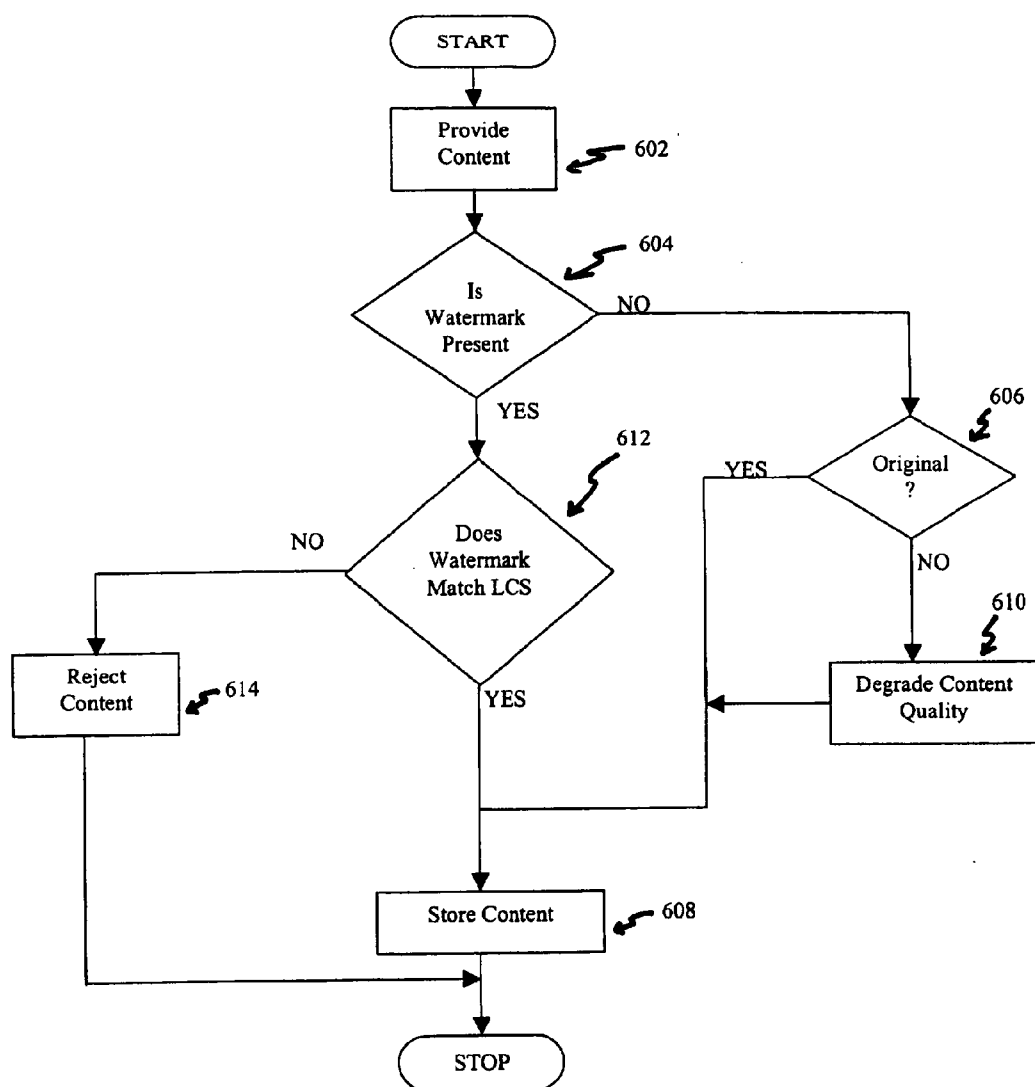 START
Provide
Content
602
604
Is
Watermark
Present
NO
YES
606
612
YES
Original
?
Does
Watermark
Match LCS
NO
NO
610
Reject
Content
614
YES
Degrade Content
Quality
Store Content
608
STOP